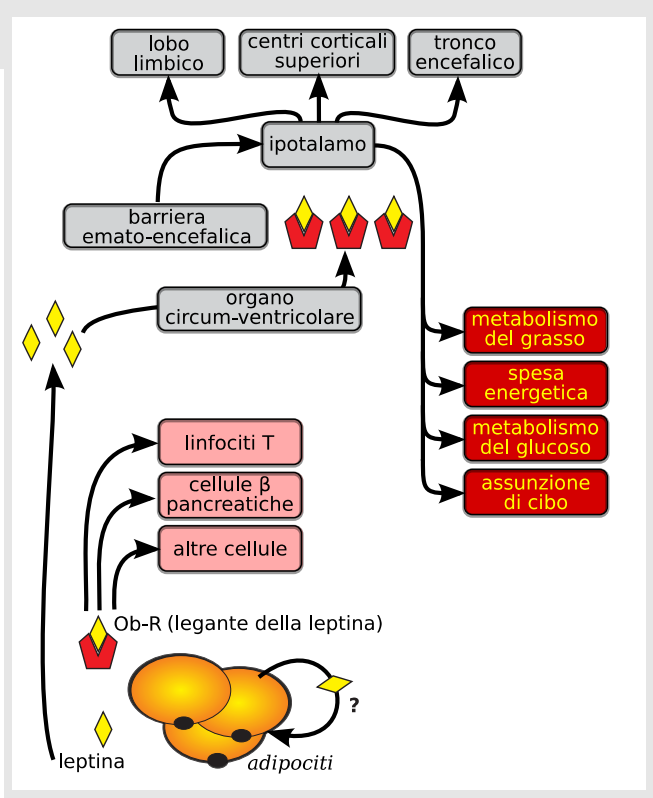 lobo
limbico
centri corticali
superiori
tronco
encefalico
ipotalamo
barriera
emato-encefalica
organo
circum-ventricolare
metabolismo
del grasso
spesa
energetica
metabolismo
del glucoso
assunzione
di cibo
linfociti T
cellule β
pancreatiche
altre cellule
Ob-R (legante della leptina)
?
leptina
adipociti